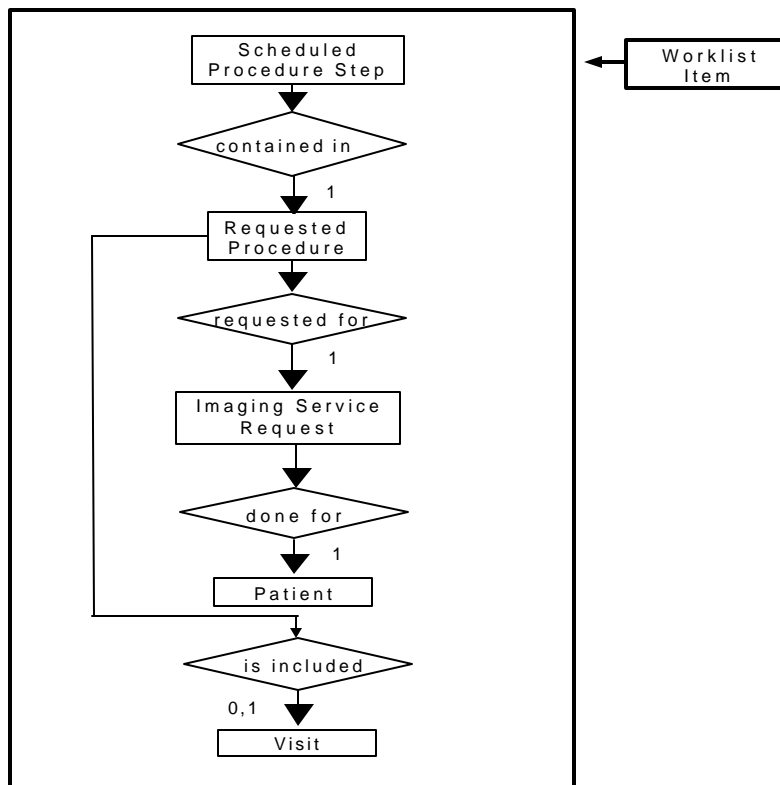 Scheduled
Procedure Step
Worklist
Item
contained in
1
Requested
Procedure
requested for
1
Imaging Service
Request
done for
1
Patient
is included
0,1
Visit